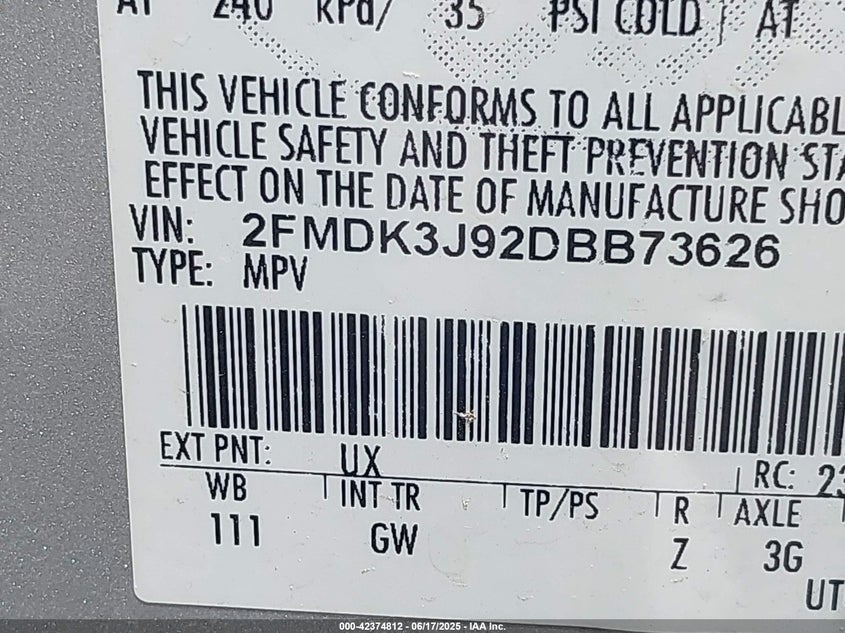 AT 240 kPa/ 35 PSI COLD AT
THIS VEHICLE CONFORMS TO ALL APPLICABL
VEHICLE SAFETY AND THEFT PREVENTION STA
EFFECT ON THE DATE OF MANUFACTURE SHO
VIN: 2FMDK3J92DBB73626
TYPE: MPV
EXT PNT: UX RC: 23
WB INT TR TP/PS R AXLE
111 GW Z 3G
UT
000-42374812 - 06/17/2025 - IAA Inc.